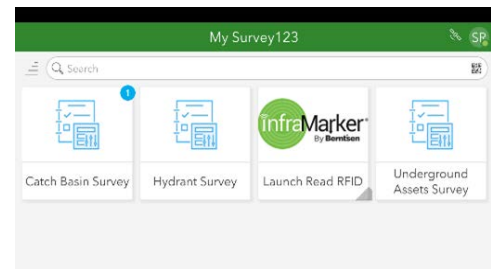 My Survey123
SP
Search
1
infraMarker®
By Berntsen
Catch Basin Survey
Hydrant Survey
Launch Read RFID
Underground
Assets Survey